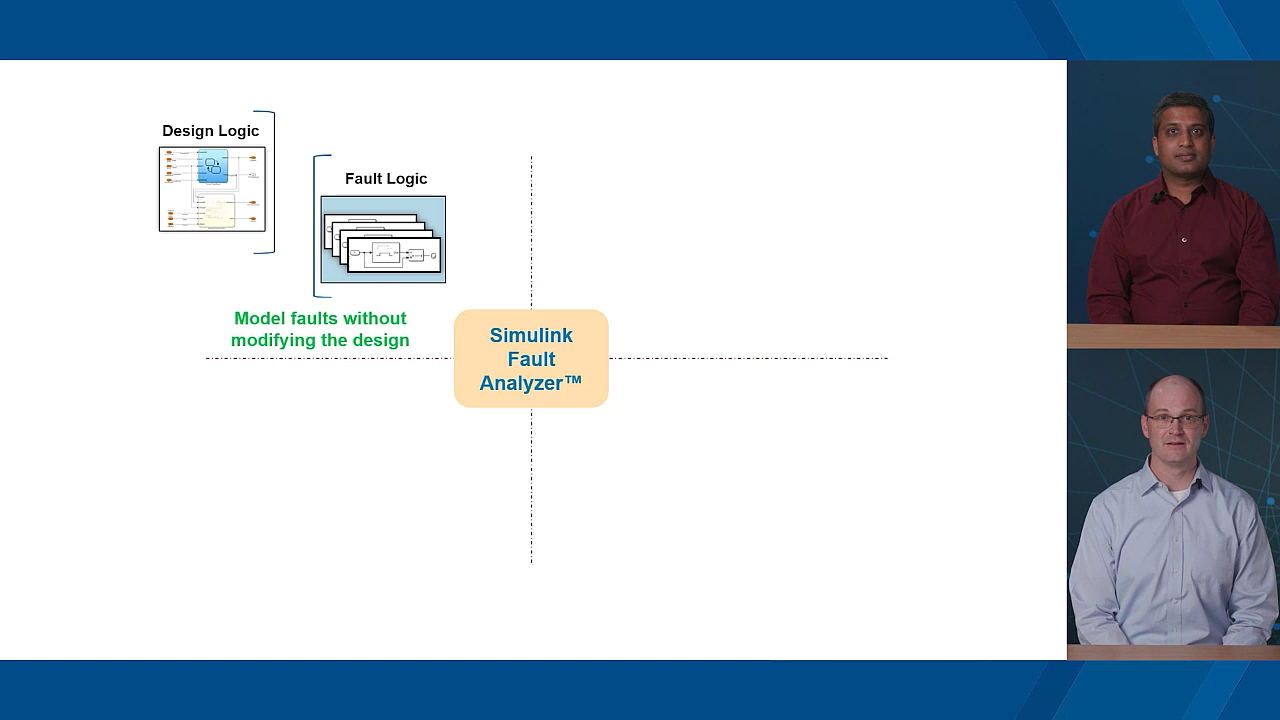 Design Logic
Fault Logic
Model faults without
modifying the design
Simulink
Fault
Analyzer™